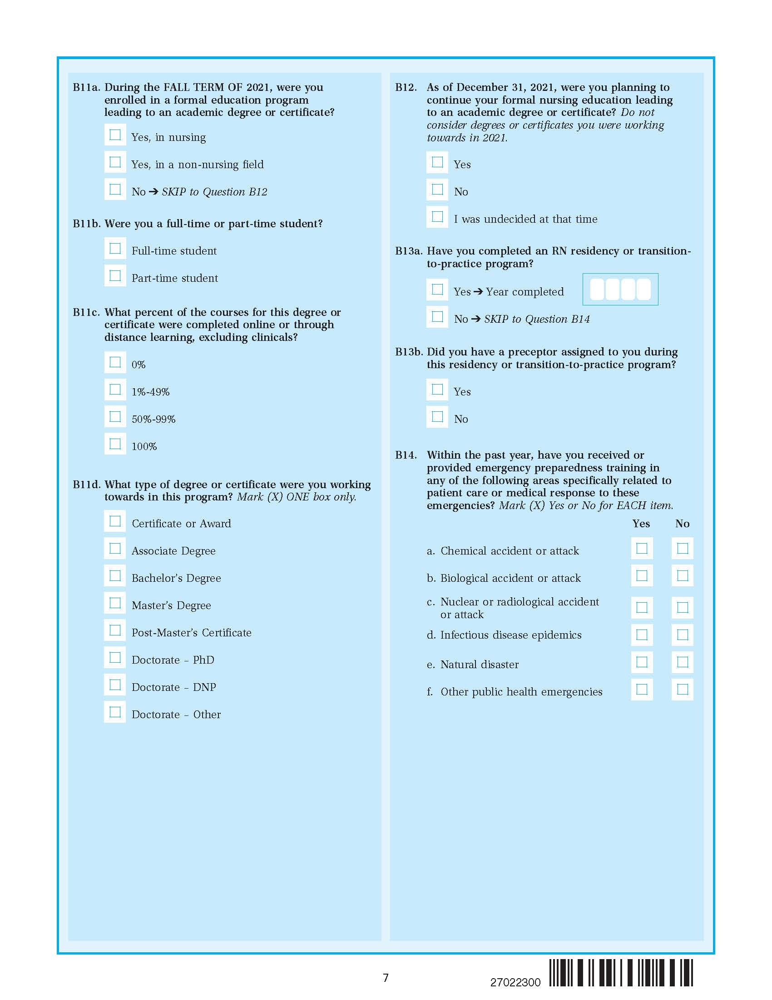 B11a. During the FALL TERM OF 2021, were you
enrolled in a formal education program
leading to an academic degree or certificate?
Yes, in nursing
Yes, in a non-nursing field
No ➔ SKIP to Question B12
B11b. Were you a full-time or part-time student?
Full-time student
Part-time student
B11c. What percent of the courses for this degree or
certificate were completed online or through
distance learning, excluding clinicals?
0%
1%-49%
50%-99%
100%
B11d. What type of degree or certificate were you working
towards in this program? Mark (X) ONE box only.
Certificate or Award
Associate Degree
Bachelor’s Degree
Master’s Degree
Post-Master’s Certificate
Doctorate – PhD
Doctorate – DNP
Doctorate – Other
B12. As of December 31, 2021, were you planning to
continue your formal nursing education leading
to an academic degree or certificate? Do not
consider degrees or certificates you were working
towards in 2021.
Yes
No
I was undecided at that time
B13a. Have you completed an RN residency or transition-
to-practice program?
Yes ➔ Year completed
No ➔ SKIP to Question B14
B13b. Did you have a preceptor assigned to you during
this residency or transition-to-practice program?
Yes
No
B14. Within the past year, have you received or
provided emergency preparedness training in
any of the following areas specifically related to
patient care or medical response to these
emergencies? Mark (X) Yes or No for EACH item.
Yes No
a. Chemical accident or attack
b. Biological accident or attack
c. Nuclear or radiological accident
or attack
d. Infectious disease epidemics
e. Natural disaster
f. Other public health emergencies
7
27022300